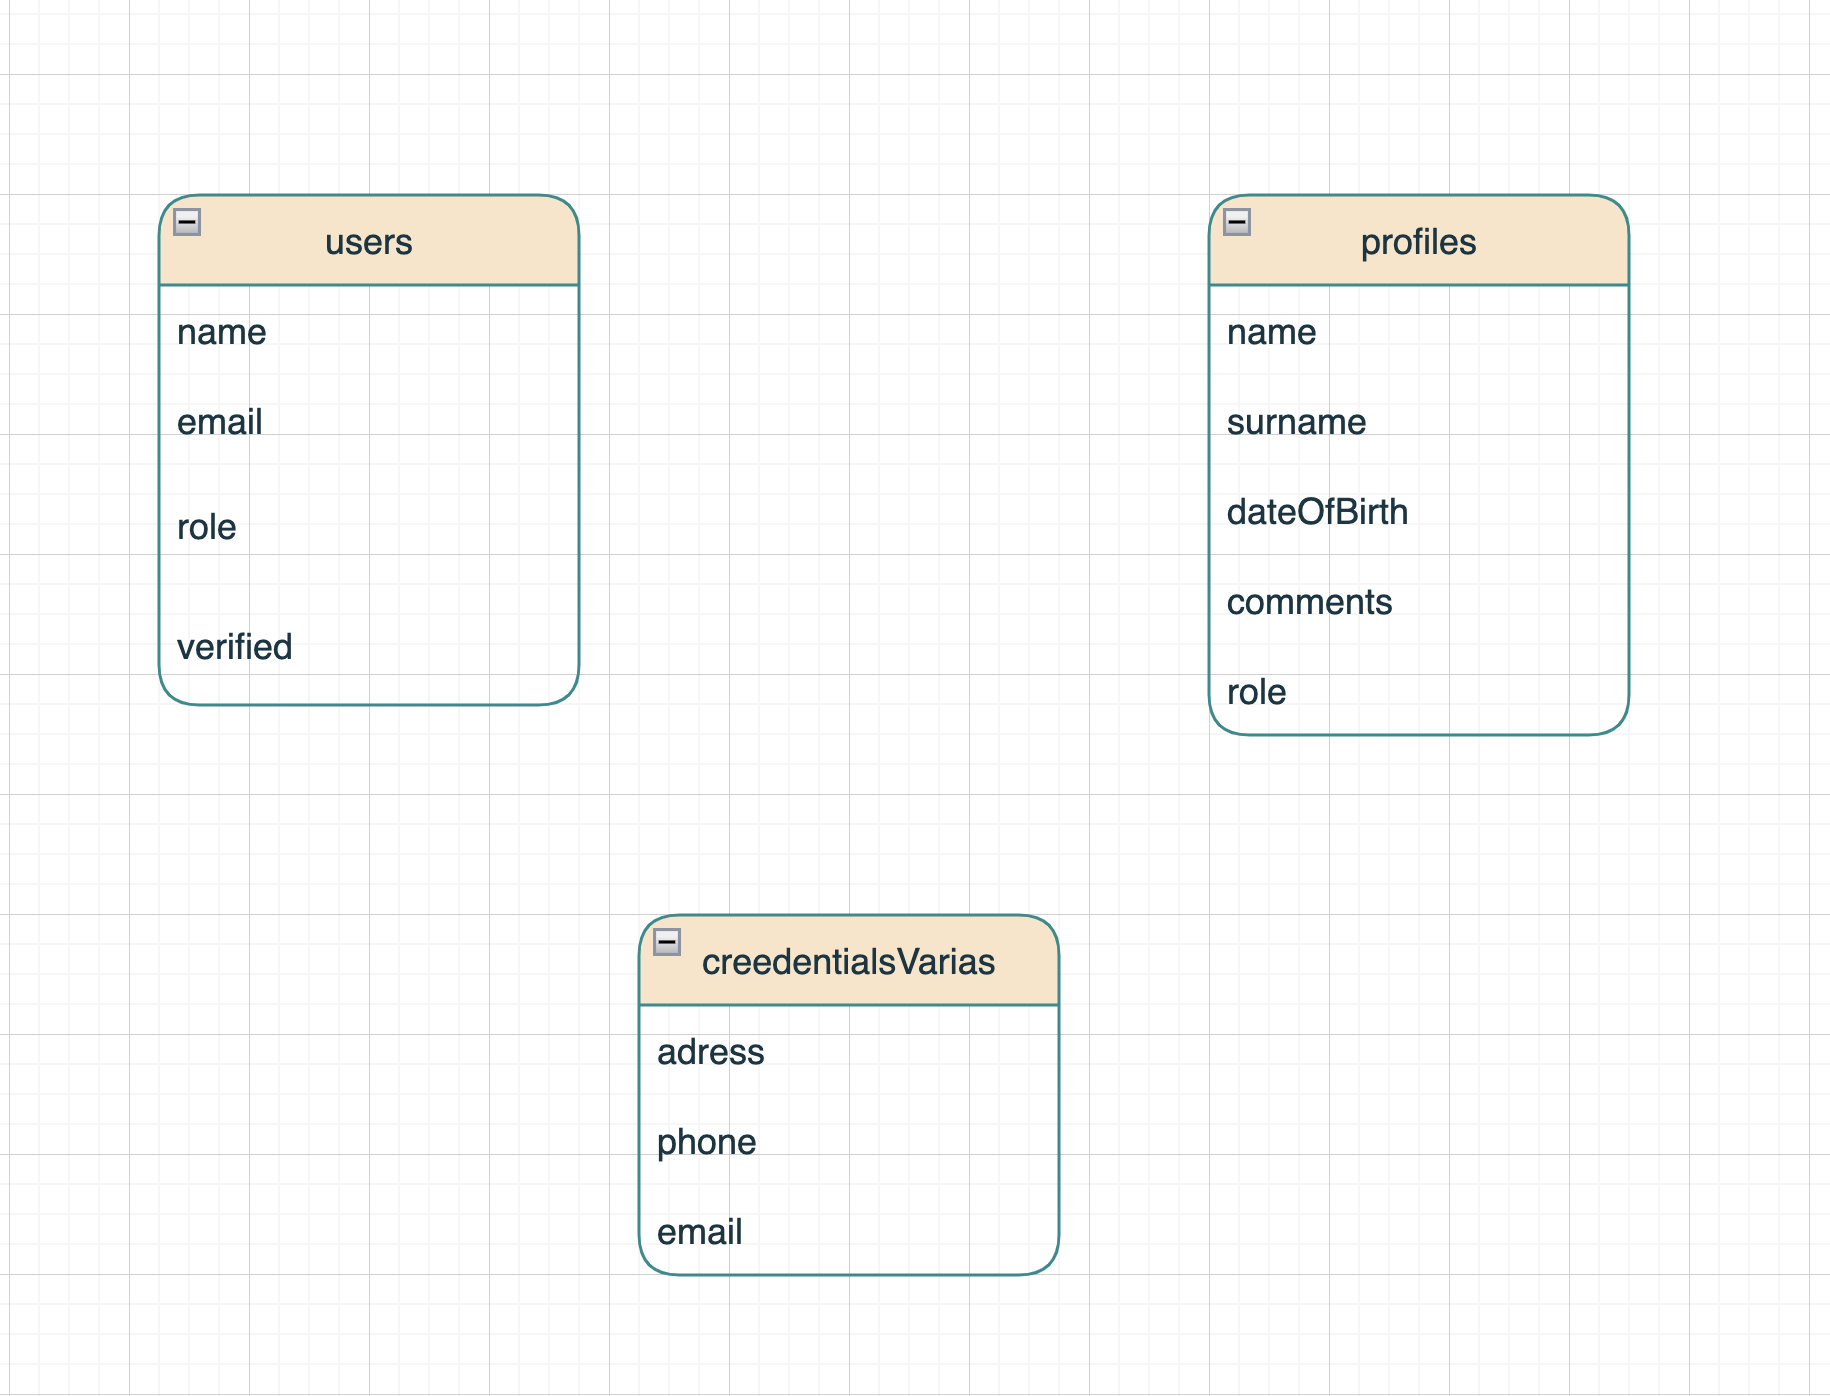 users
name
email
role
verified
profiles
name
surname
dateOfBirth
comments
role
creedentialsVarias
adress
phone
email